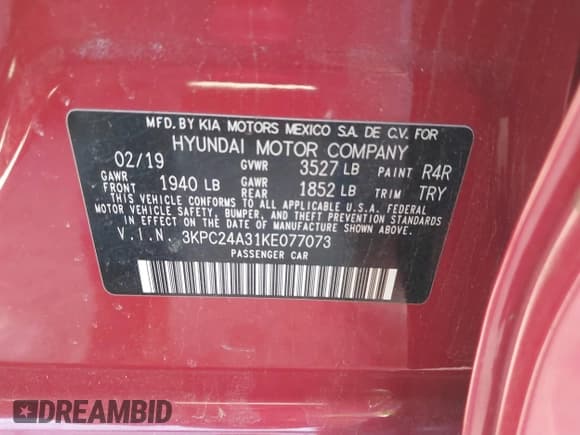 MFD. BY KIA MOTORS MEXICO S.A. DE C.V. FOR
HYUNDAI MOTOR COMPANY
02/19 GVWR 3527 LB PAINT R4R
GAWR FRONT 1940 LB GAWR REAR 1852 LB TRIM TRY
THIS VEHICLE CONFORMS TO ALL APPLICABLE U.S.A. FEDERAL
MOTOR VEHICLE SAFETY, BUMPER, AND THEFT PREVENTION STANDARDS
IN EFFECT ON THE DATE OF MANUFACTURE SHOWN ABOVE.
V.I.N. 3KPC24A31KE077073
PASSENGER CAR
DREAMBID